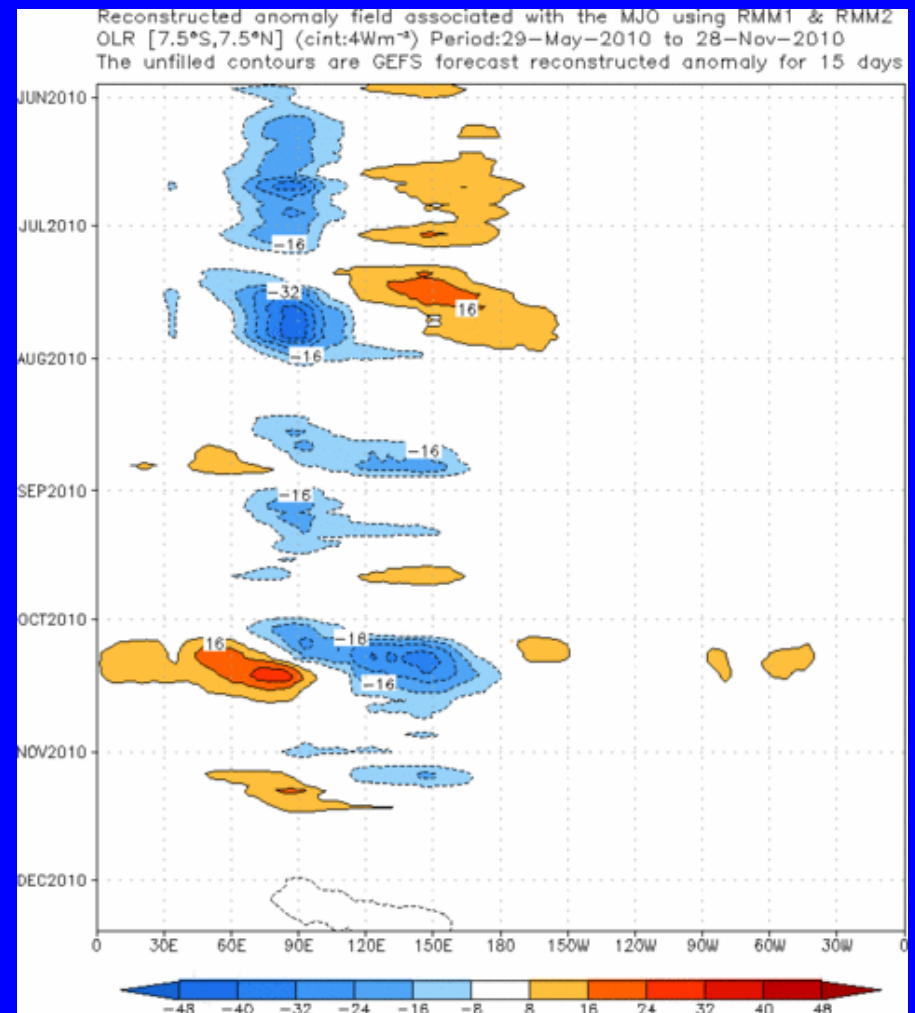 Reconstructed anomaly field associated with the MJO using RMM1 & RMM2
OLR [7.5°S,7.5°N] (cint:4Wm⁻²) Period:29-May-2010 to 28-Nov-2010
The unfilled contours are GEFS forecast reconstructed anomaly for 15 days
JUN2010
JUL2010
-16
-32
16
-16
AUG2010
-16
SEP2010
-16
OCT2010
16
-18
-16
NOV2010
DEC2010
0 30E 60E 90E 120E 150E 180 150W 120W 90W 60W 30W 0
-48 -40 -32 -24 -16 -8 8 16 24 32 40 48